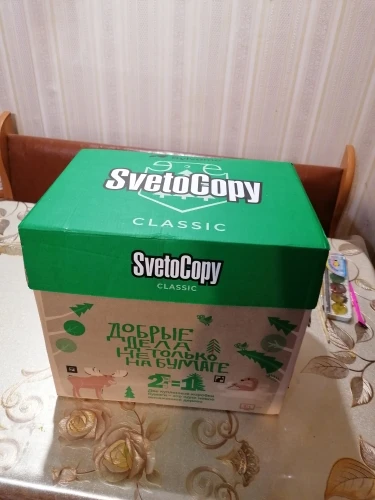 SvetoCopy
CLASSIC
SvetoCopy
CLASSIC
ДОБРЫЕ
ДЕЛА
НЕ ТОЛЬКО
НА БУМАГЕ
2 = 1